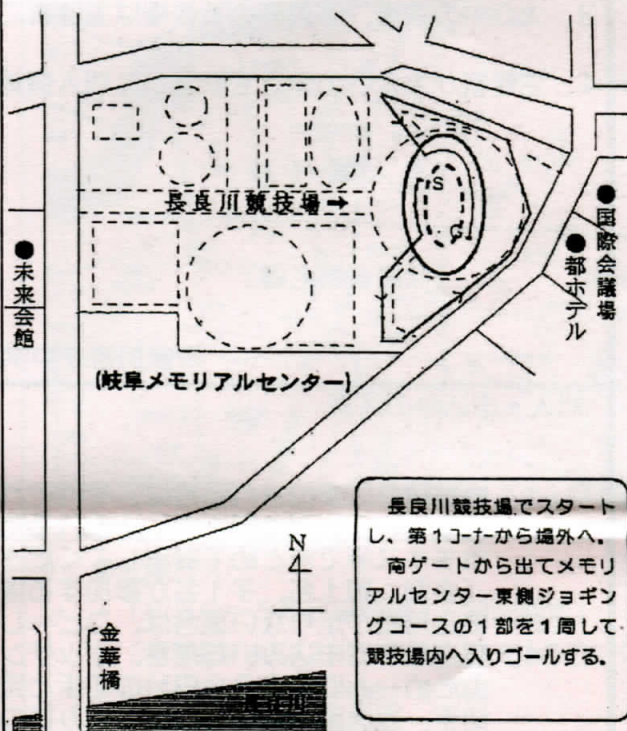 長良川競技場→
S
G
●国際会議場
●都ホテル
●未来会館
(岐阜メモリアルセンター)
長良川競技場でスタート
し、第1コーナーから場外へ。
南ゲートから出てメモリ
アルセンター東側ジョギン
グコースの1部を1周して
競技場内へ入りゴールする。
N
金華橋
長良川